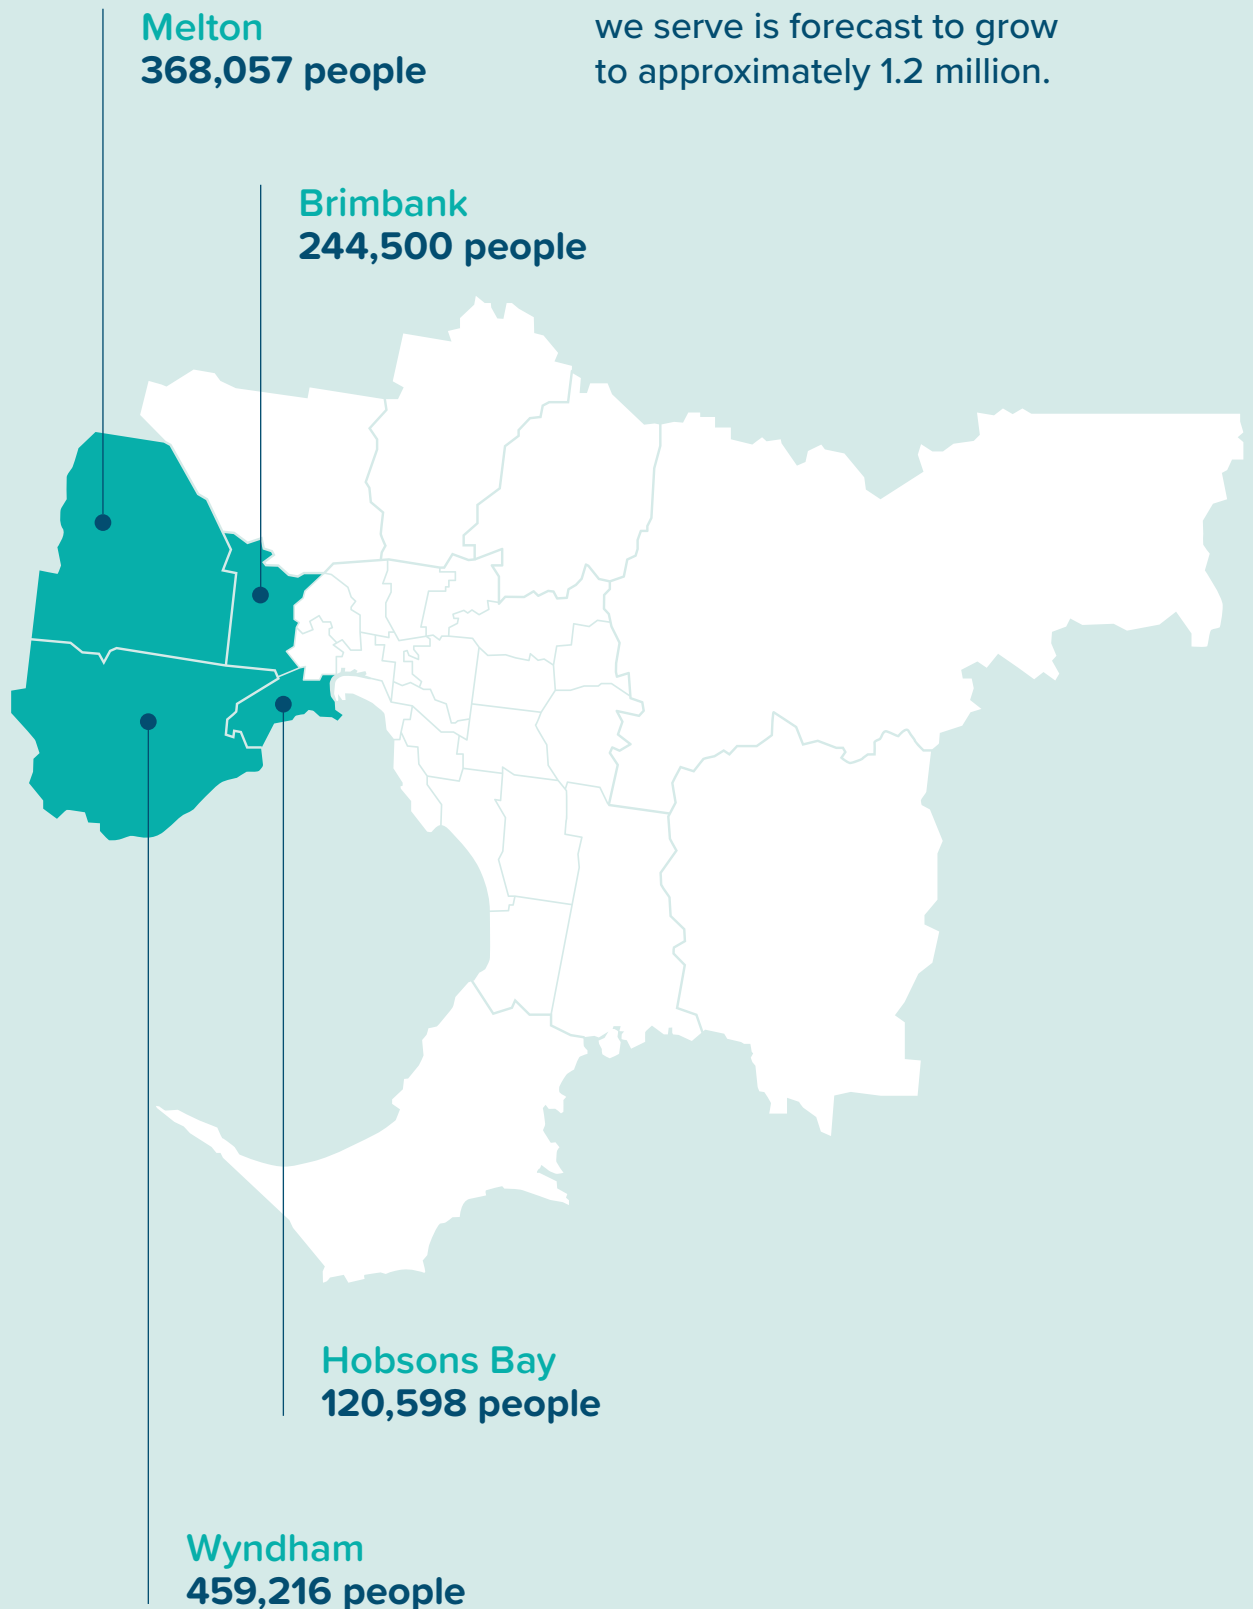 Melton
368,057 people
we serve is forecast to grow
to approximately 1.2 million.
Brimbank
244,500 people
Hobsons Bay
120,598 people
Wyndham
459,216 people